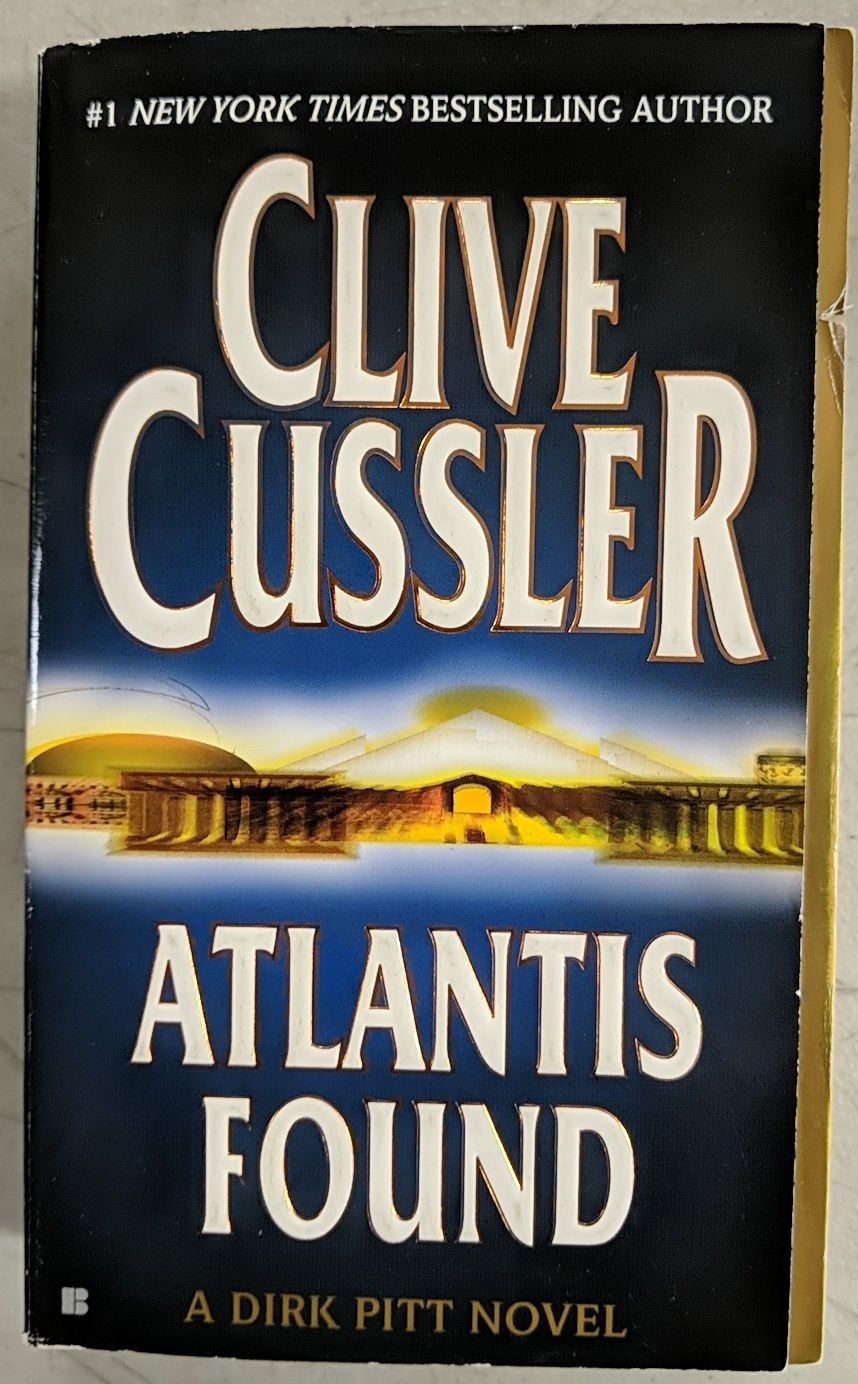 #1 NEW YORK TIMES BESTSELLING AUTHOR
CLIVE
CUSSLER
ATLANTIS
FOUND
B
A DIRK PITT NOVEL